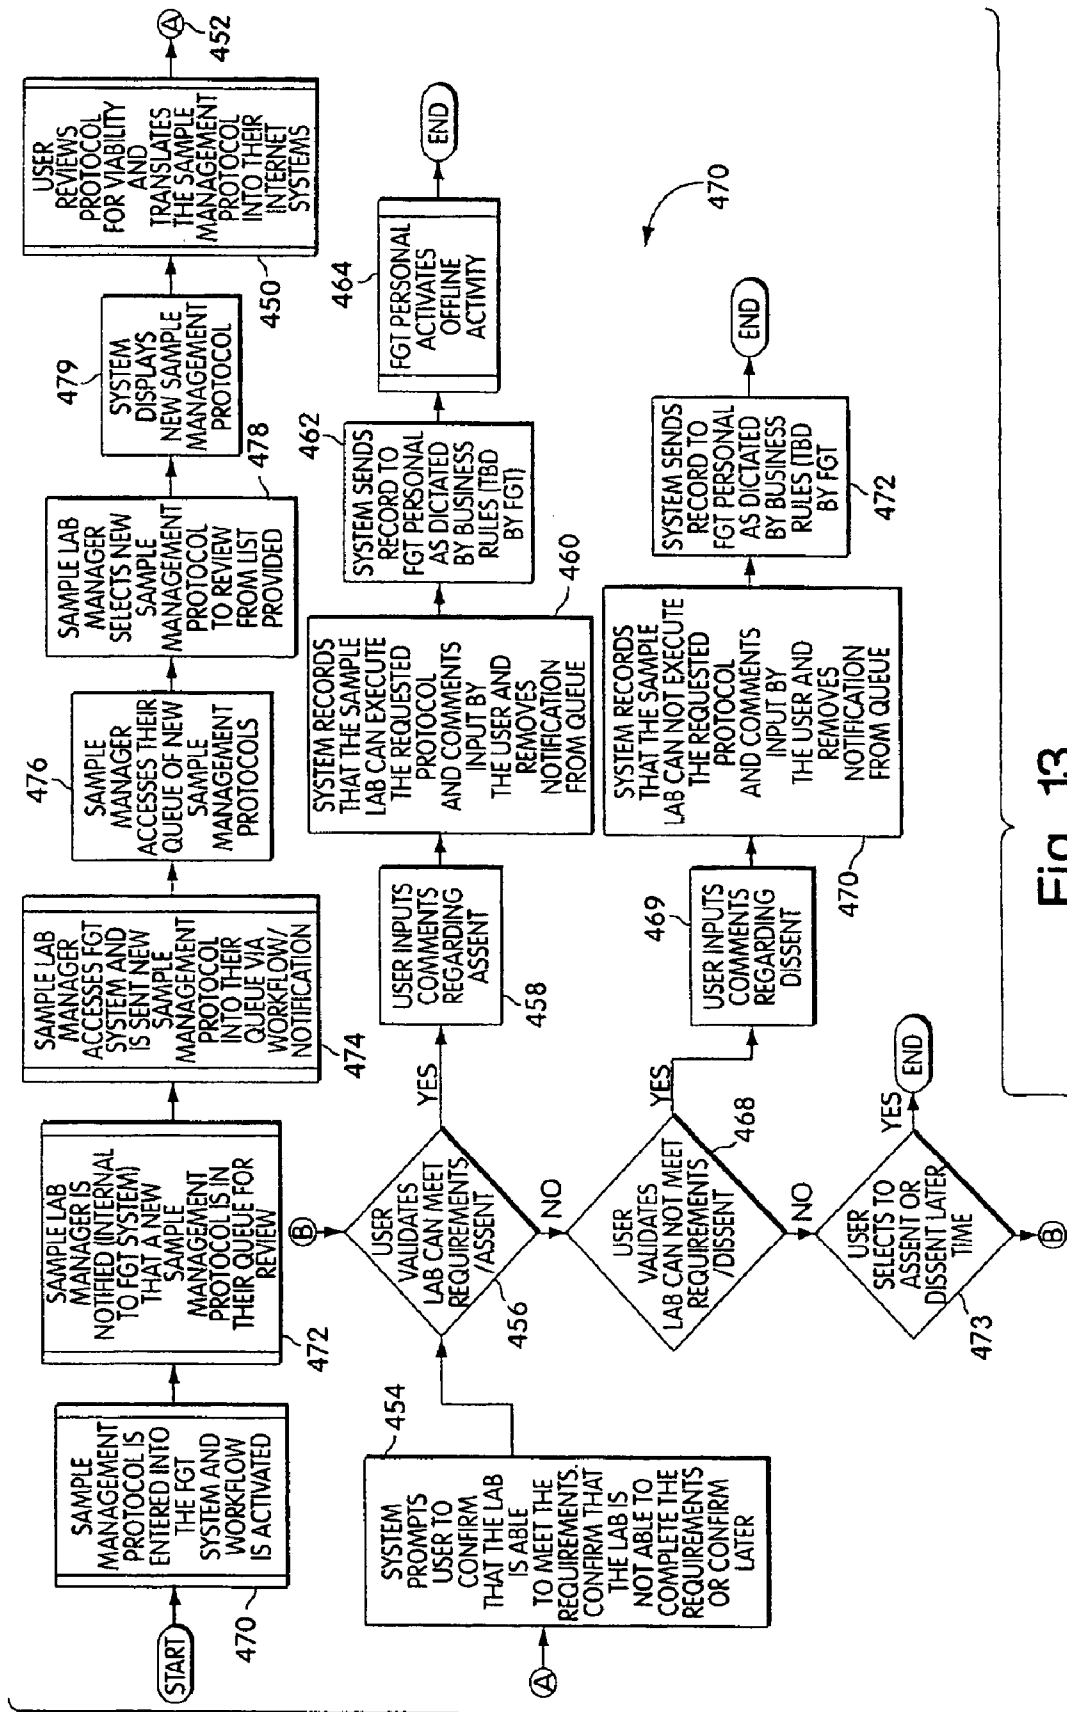 START
SAMPLE
MANAGEMENT
PROTOCOL IS
ENTERED INTO
THE FGT
SYSTEM AND
WORKFLOW
IS ACTIVATED
470
SAMPLE LAB
MANAGER IS
NOTIFIED (INTERNAL
TO FGT SYSTEM)
THAT A NEW
SAMPLE
MANAGEMENT
PROTOCOL IS IN
THEIR QUEUE FOR
REVIEW
472
SAMPLE LAB
MANAGER
ACCESSES FGT
SYSTEM AND
IS SENT NEW
SAMPLE
MANAGEMENT
PROTOCOL
INTO THEIR
QUEUE VIA
WORKFLOW/
NOTIFICATION
474
SAMPLE
MANAGER
ACCESSES THEIR
QUEUE OF NEW
SAMPLE
MANAGEMENT
PROTOCOLS
476
SAMPLE LAB
MANAGER
SELECTS NEW
SAMPLE
MANAGEMENT
PROTOCOL
TO REVIEW
FROM LIST
PROVIDED
478
SYSTEM
DISPLAYS
NEW SAMPLE
MANAGEMENT
PROTOCOL
479
USER
REVIEWS
PROTOCOL
FOR VIABILITY
AND
TRANSLATES
THE SAMPLE
MANAGEMENT
PROTOCOL
INTO THEIR
INTERNET
SYSTEMS
450
A
452
A
SYSTEM
PROMPTS
USER TO
CONFIRM
THAT THE LAB
IS ABLE
TO MEET THE
REQUIREMENTS.
CONFIRM THAT
THE LAB IS
NOT ABLE TO
COMPLETE THE
REQUIREMENTS
OR CONFIRM
LATER
454
B
USER
VALIDATES
LAB CAN MEET
REQUIREMENTS
/ASSENT
456
YES
NO
USER INPUTS
COMMENTS
REGARDING
ASSENT
458
SYSTEM RECORDS
THAT THE SAMPLE
LAB CAN EXECUTE
THE REQUESTED
PROTOCOL
AND COMMENTS
INPUT BY
THE USER AND
REMOVES
NOTIFICATION
FROM QUEUE
460
SYSTEM SENDS
RECORD TO
FGT PERSONAL
AS DICTATED
BY BUSINESS
RULES (TBD
BY FGT)
462
FGT PERSONAL
ACTIVATES
OFFLINE
ACTIVITY
464
END
USER
VALIDATES
LAB CAN NOT MEET
REQUIREMENTS
/DISSENT
468
YES
NO
USER INPUTS
COMMENTS
REGARDING
DISSENT
469
SYSTEM RECORDS
THAT THE SAMPLE
LAB CAN NOT EXECUTE
THE REQUESTED
PROTOCOL
AND COMMENTS
INPUT BY
THE USER AND
REMOVES
NOTIFICATION
FROM QUEUE
470
SYSTEM SENDS
RECORD TO
FGT PERSONAL
AS DICTATED
BY BUSINESS
RULES (TBD
BY FGT
472
END
470
USER
SELECTS TO
ASSENT OR
DISSENT LATER
TIME
473
YES
END
B
Fig. 13